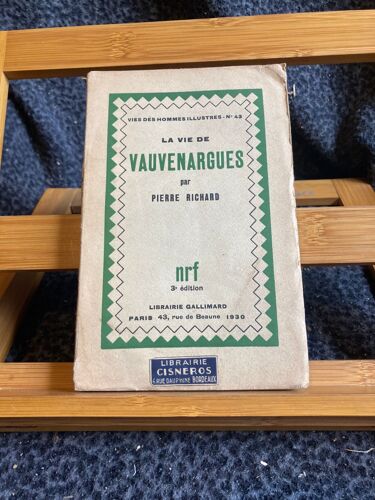 VIES DES HOMMES ILLUSTRES - N° 43
LA VIE DE
VAUVENARGUES
par
PIERRE RICHARD
nrf
3e édition
LIBRAIRIE GALLIMARD
PARIS 43, rue de Beaune 1930
LIBRAIRIE
CISNEROS
RUE DAUPHINE BORDEAUX